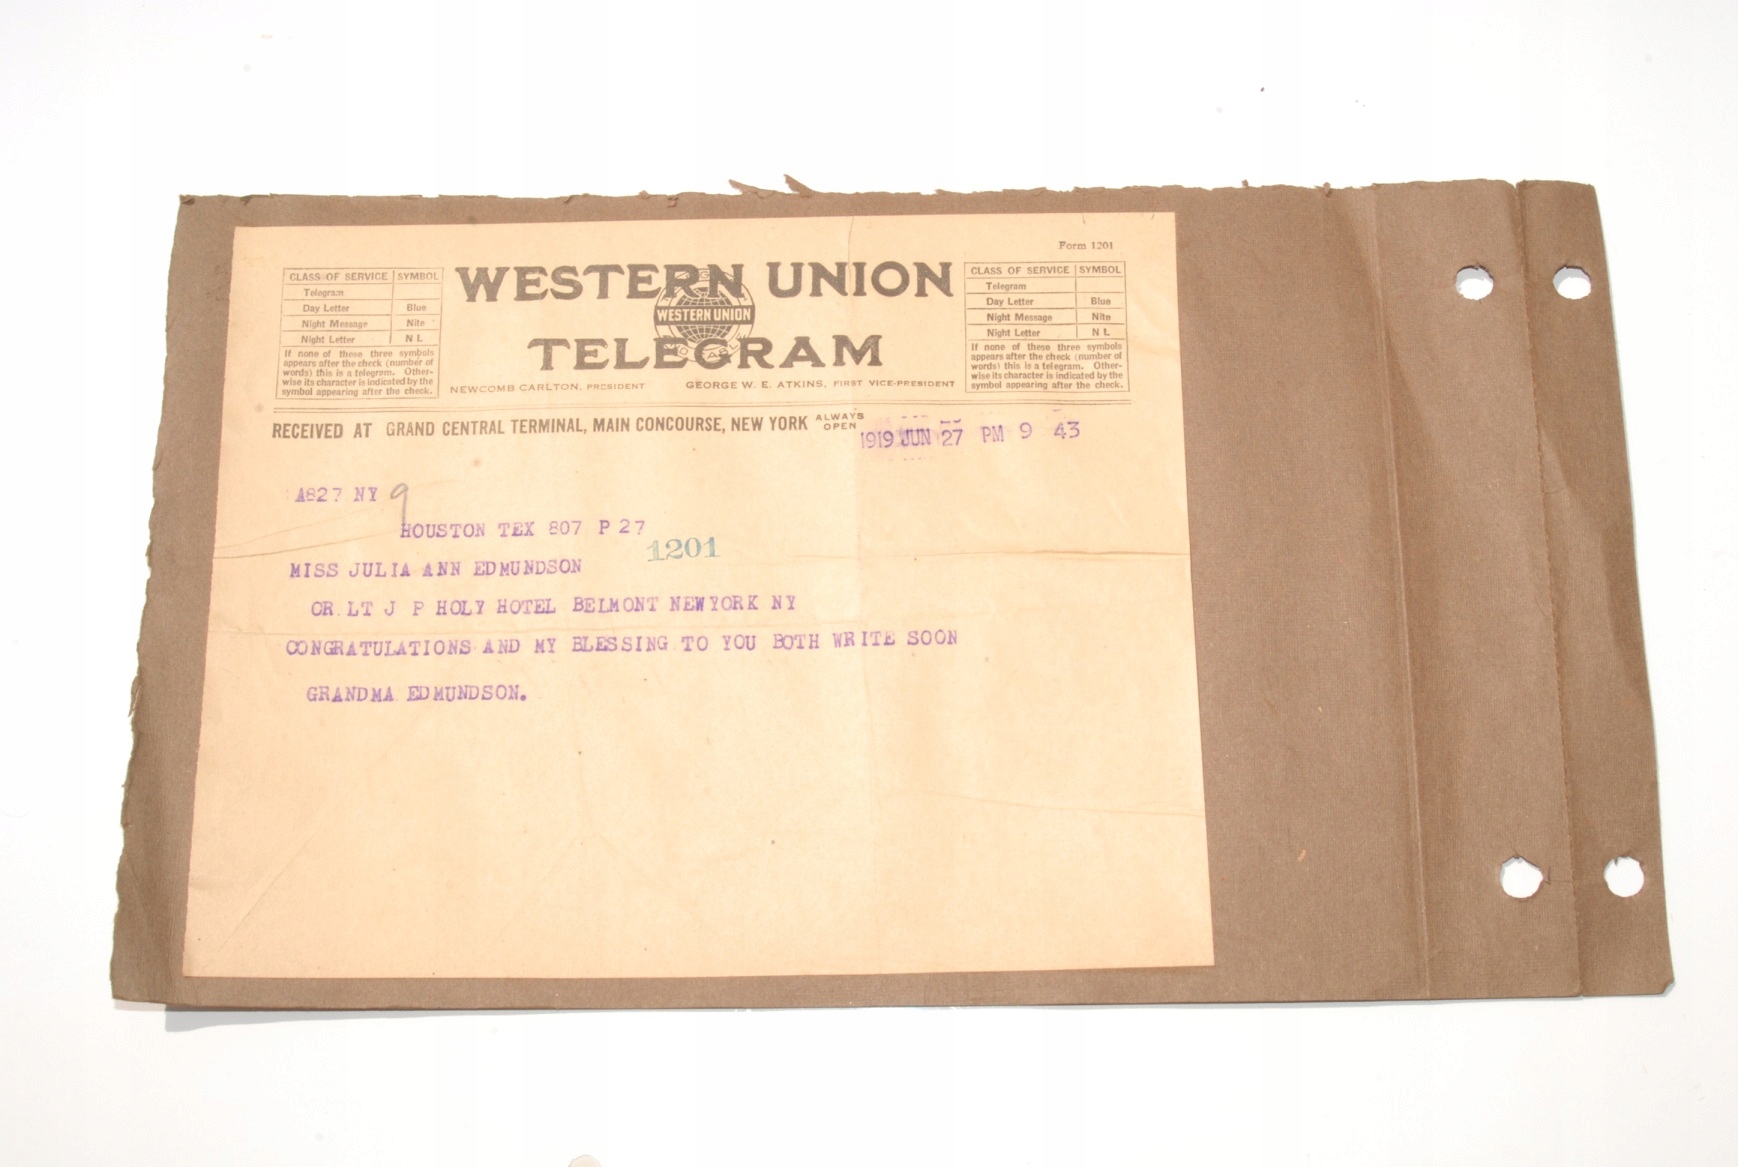 Form 1201
CLASS OF SERVICE SYMBOL
Telegram
Day Letter Blue
Night Message Nite
Night Letter N L
If none of these three symbols
appears after the check (number of
words) this is a telegram. Other-
wise its character is indicated by the
symbol appearing after the check.
WESTERN UNION
WESTERN UNION
TELEGRAM
NEWCOMB CARLTON, PRESIDENT GEORGE W. E. ATKINS, FIRST VICE-PRESIDENT
CLASS OF SERVICE SYMBOL
Telegram
Day Letter Blue
Night Message Nite
Night Letter N L
If none of these three symbols
appears after the check (number of
words) this is a telegram. Other-
wise its character is indicated by the
symbol appearing after the check.
RECEIVED AT GRAND CENTRAL TERMINAL, MAIN CONCOURSE, NEW YORK ALWAYS OPEN
1919 JUN 27 PM 9 43
A827 NY 9
HOUSTON TEX 807 P 27
1201
MISS JULIA ANN EDMUNDSON
CR LT J P HOLY HOTEL BELMONT NEWYORK NY
CONGRATULATIONS AND MY BLESSING TO YOU BOTH WRITE SOON
GRANDMA EDMUNDSON.